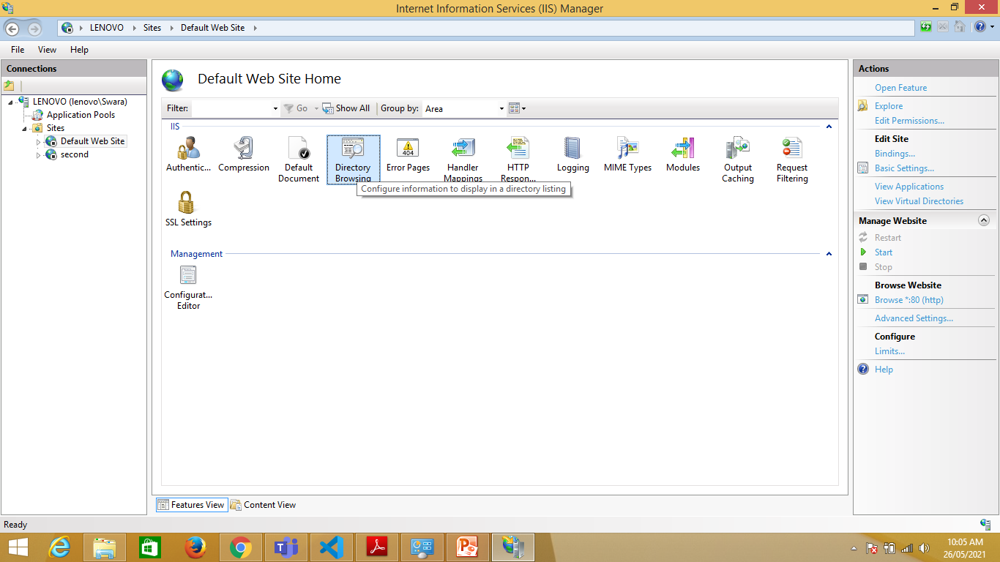 Internet Information Services (IIS) Manager
LENOVO Sites Default Web Site
File View Help
Connections
LENOVO (lenovo\Swara)
Application Pools
Sites
Default Web Site
second
Default Web Site Home
Filter: Go Show All Group by: Area
IIS
Authentic...
Compression
Default
Document
Directory
Browsing
Error Pages
404
Handler
Mappings
HTTP
Respon...
Logging
MIME Types
Modules
Output
Caching
Request
Filtering
Configure information to display in a directory listing
SSL Settings
Management
Configurat...
Editor
Features View Content View
Actions
Open Feature
Explore
Edit Permissions...
Edit Site
Bindings...
Basic Settings...
View Applications
View Virtual Directories
Manage Website
Restart
Start
Stop
Browse Website
Browse *:80 (http)
Advanced Settings...
Configure
Limits...
Help
Ready
10:05 AM
26/05/2021